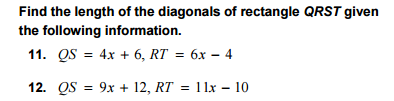 Find the length of the diagonals of rectangle QRST given
the following information.
11. QS = 4x + 6, RT = 6x − 4
12. QS = 9x + 12, RT = 11x − 10